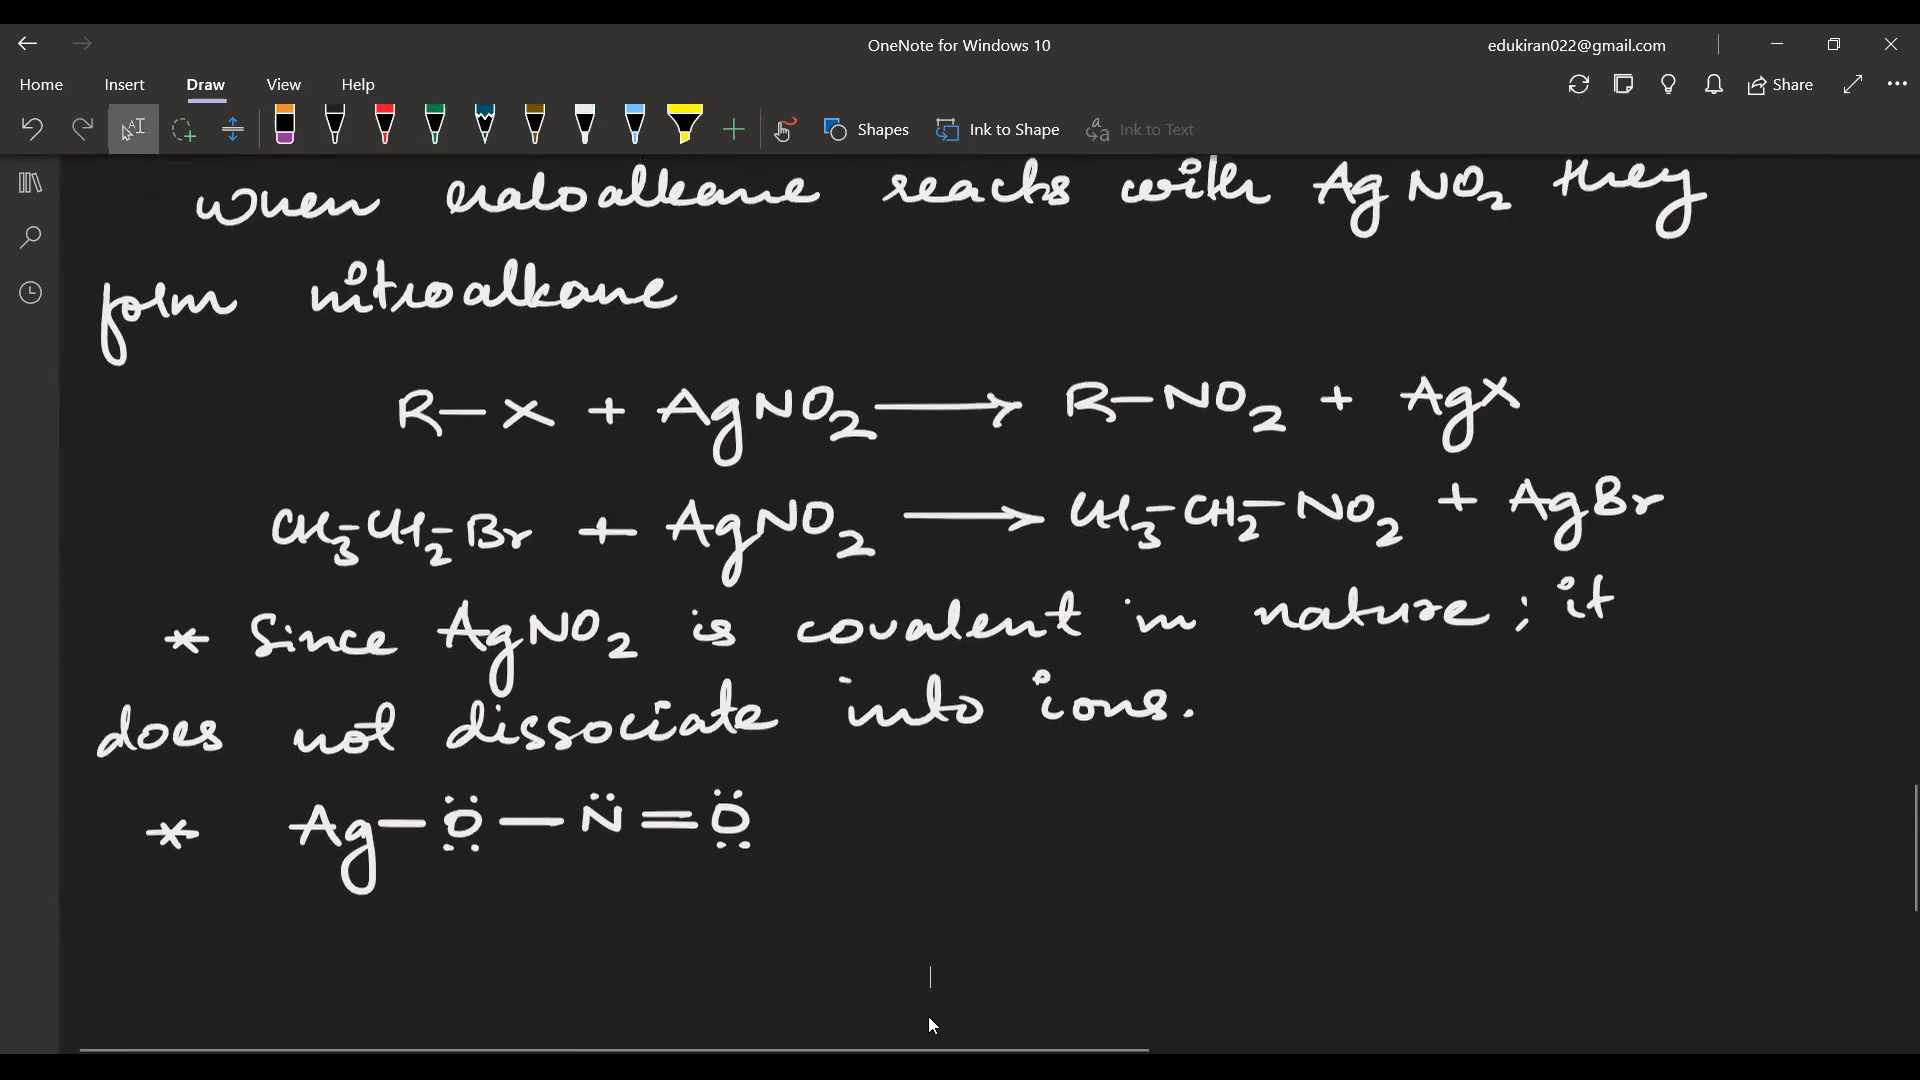 OneNote for Windows 10
edukiran022@gmail.com
Home Insert Draw View Help
Share
Shapes Ink to Shape Ink to Text
when haloalkane reacts with AgNO₂ they
form nitroalkane
R—X + AgNO₂ ⟶ R—NO₂ + AgX
CH₃-CH₂-Br + AgNO₂ ⟶ CH₃-CH₂-NO₂ + AgBr
* Since AgNO₂ is covalent in nature; it
does not dissociate into ions.
* Ag—O—N=O